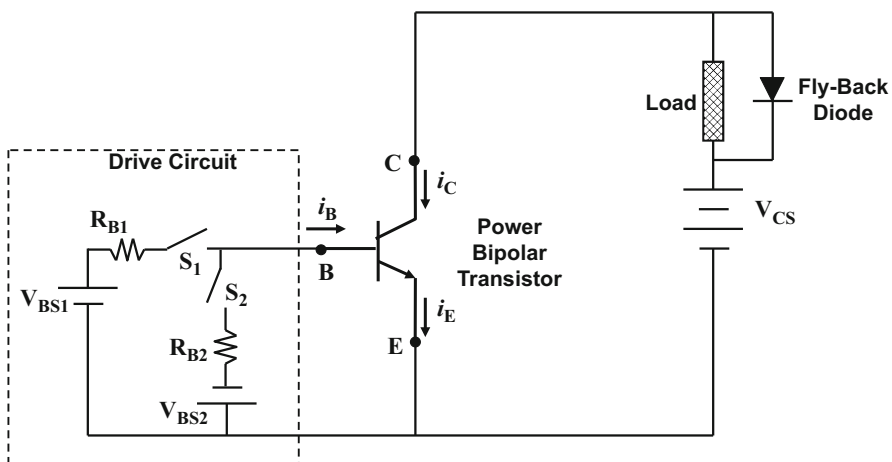 Drive Circuit
R_B1
S_1
V_BS1
S_2
R_B2
V_BS2
i_B
B
C
i_C
Power
Bipolar
Transistor
i_E
E
Load
Fly-Back
Diode
V_CS